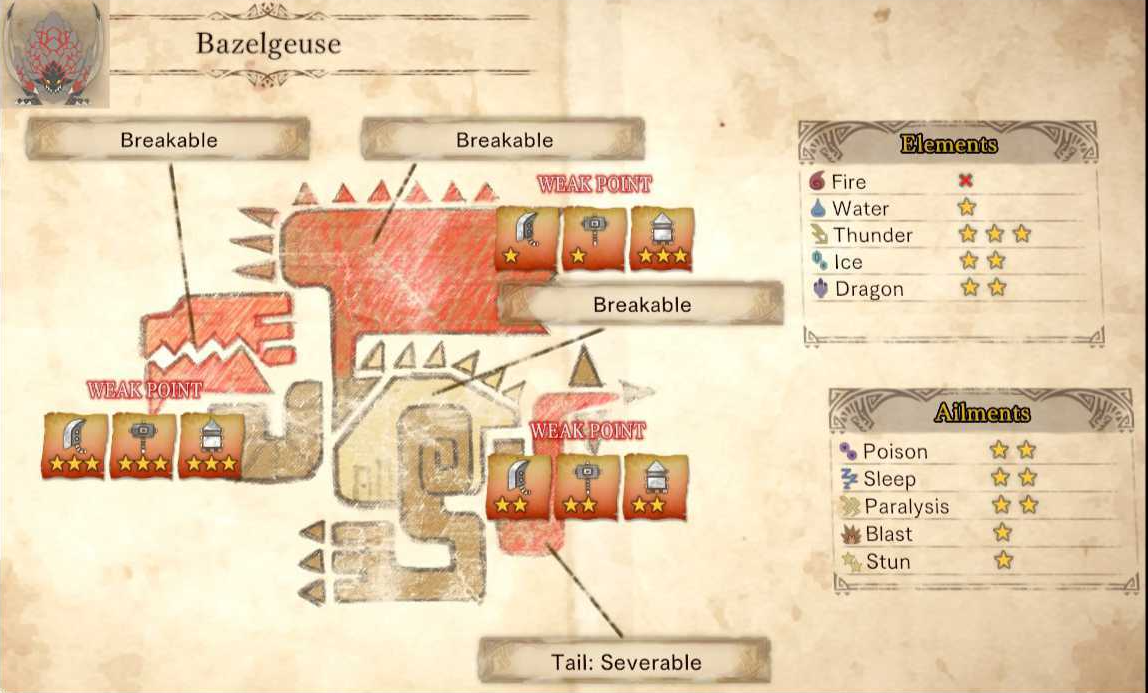 Bazelgeuse
Breakable
Breakable
WEAK POINT
Breakable
WEAK POINT
WEAK POINT
Tail: Severable
Elements
Fire
Water
Thunder
Ice
Dragon
Ailments
Poison
Sleep
Paralysis
Blast
Stun